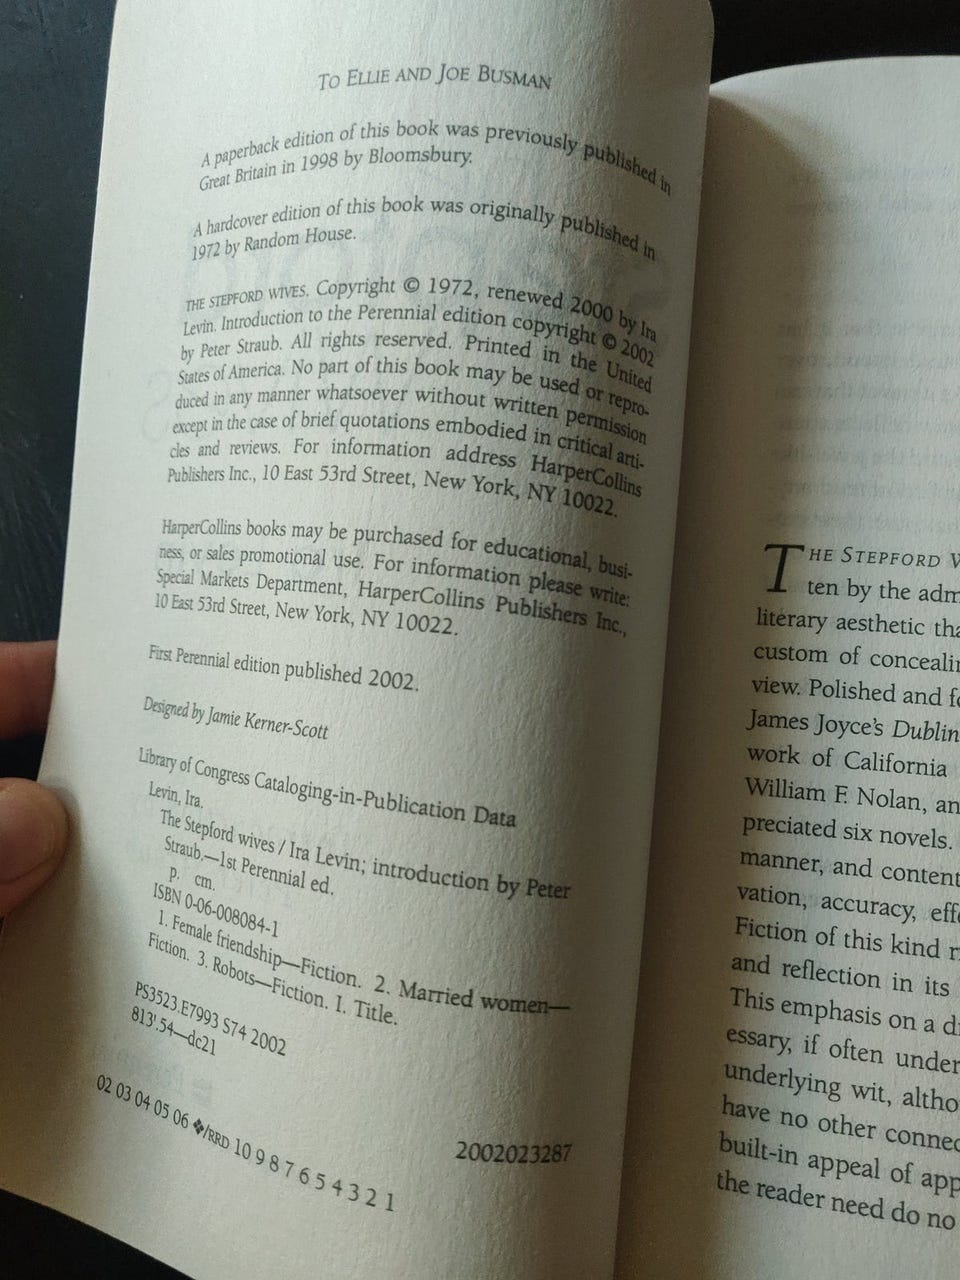 TO ELLIE AND JOE BUSMAN
A paperback edition of this book was previously published in
Great Britain in 1998 by Bloomsbury.
A hardcover edition of this book was originally published in
1972 by Random House.
THE STEPFORD WIVES. Copyright © 1972, renewed 2000 by Ira
Levin. Introduction to the Perennial edition copyright © 2002
by Peter Straub. All rights reserved. Printed in the United
States of America. No part of this book may be used or repro-
duced in any manner whatsoever without written permission
except in the case of brief quotations embodied in critical arti-
cles and reviews. For information address HarperCollins
Publishers Inc., 10 East 53rd Street, New York, NY 10022.
HarperCollins books may be purchased for educational, busi-
ness, or sales promotional use. For information please write:
Special Markets Department, HarperCollins Publishers Inc.,
10 East 53rd Street, New York, NY 10022.
First Perennial edition published 2002.
Designed by Jamie Kerner-Scott
Library of Congress Cataloging-in-Publication Data
Levin, Ira.
The Stepford wives / Ira Levin; introduction by Peter
Straub.—1st Perennial ed.
p. cm.
ISBN 0-06-008084-1
1. Female friendship—Fiction. 2. Married women—
Fiction. 3. Robots—Fiction. I. Title.
PS3523.E7993 S74 2002
813'.54—dc21
2002023287
02 03 04 05 06 ❖/RRD 10 9 8 7 6 5 4 3 2 1
THE STEPFORD W
ten by the adm
literary aesthetic tha
custom of concealin
view. Polished and fo
James Joyce's Dublin
work of California
William F. Nolan, an
preciated six novels.
manner, and content
vation, accuracy, effe
Fiction of this kind r
and reflection in its
This emphasis on a di
essary, if often under
underlying wit, altho
have no other connec
built-in appeal of app
the reader need do no